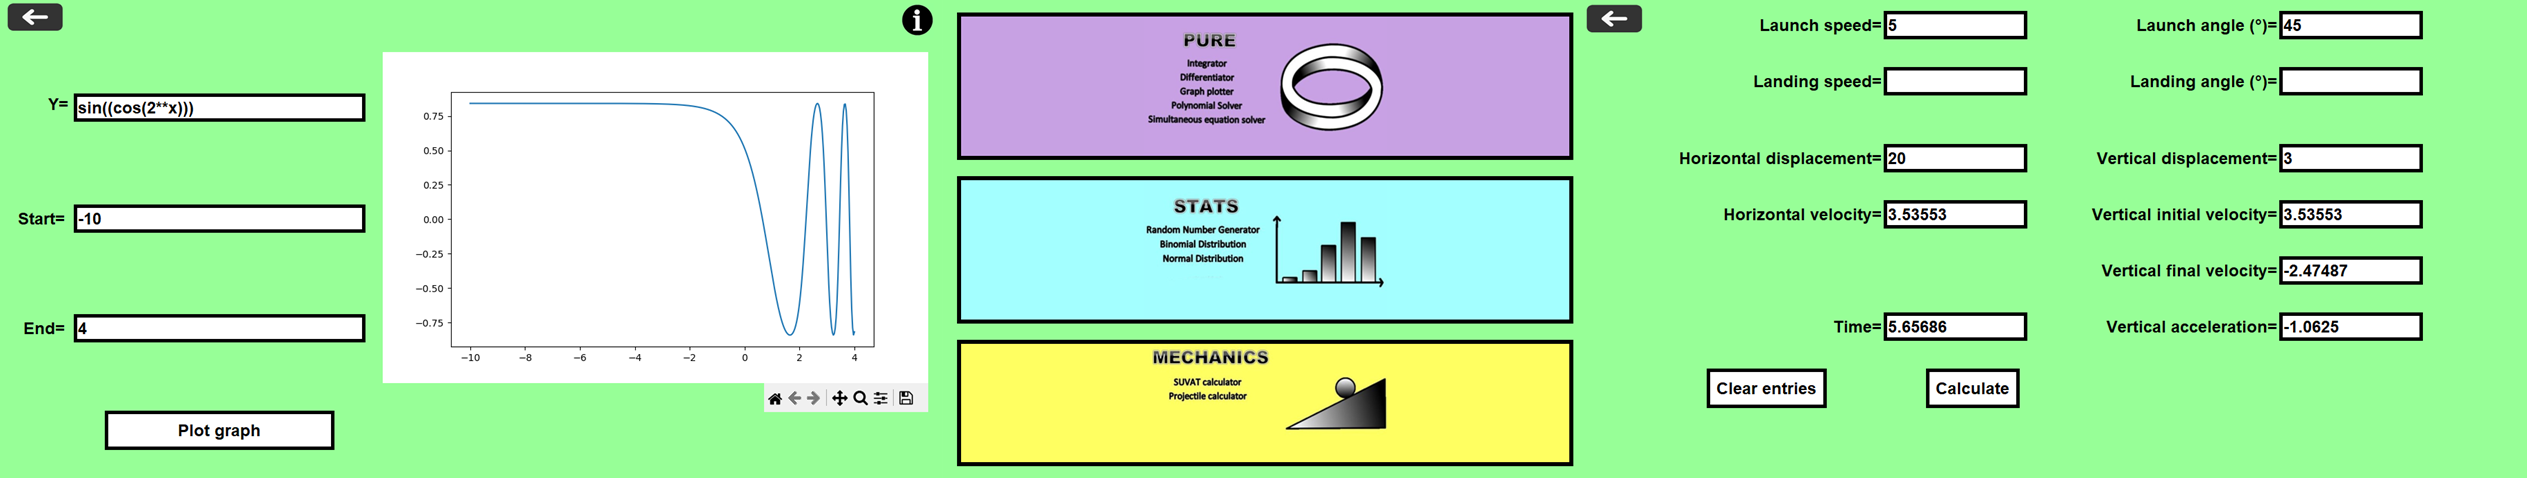 Y= sin((cos(2**x)))
Start= -10
End= 4
Plot graph
0.75
0.50
0.25
0.00
−0.25
−0.50
−0.75
−10 −8 −6 −4 −2 0 2 4
i
PURE
Integrator
Differentiator
Graph plotter
Polynomial Solver
Simultaneous equation solver
STATS
Random Number Generator
Binomial Distribution
Normal Distribution
MECHANICS
SUVAT calculator
Projectile calculator
Launch speed= 5 Launch angle (°)= 45
Landing speed= Landing angle (°)=
Horizontal displacement= 20 Vertical displacement= 3
Horizontal velocity= 3.53553 Vertical initial velocity= 3.53553
Vertical final velocity= -2.47487
Time= 5.65686 Vertical acceleration= -1.0625
Clear entries Calculate